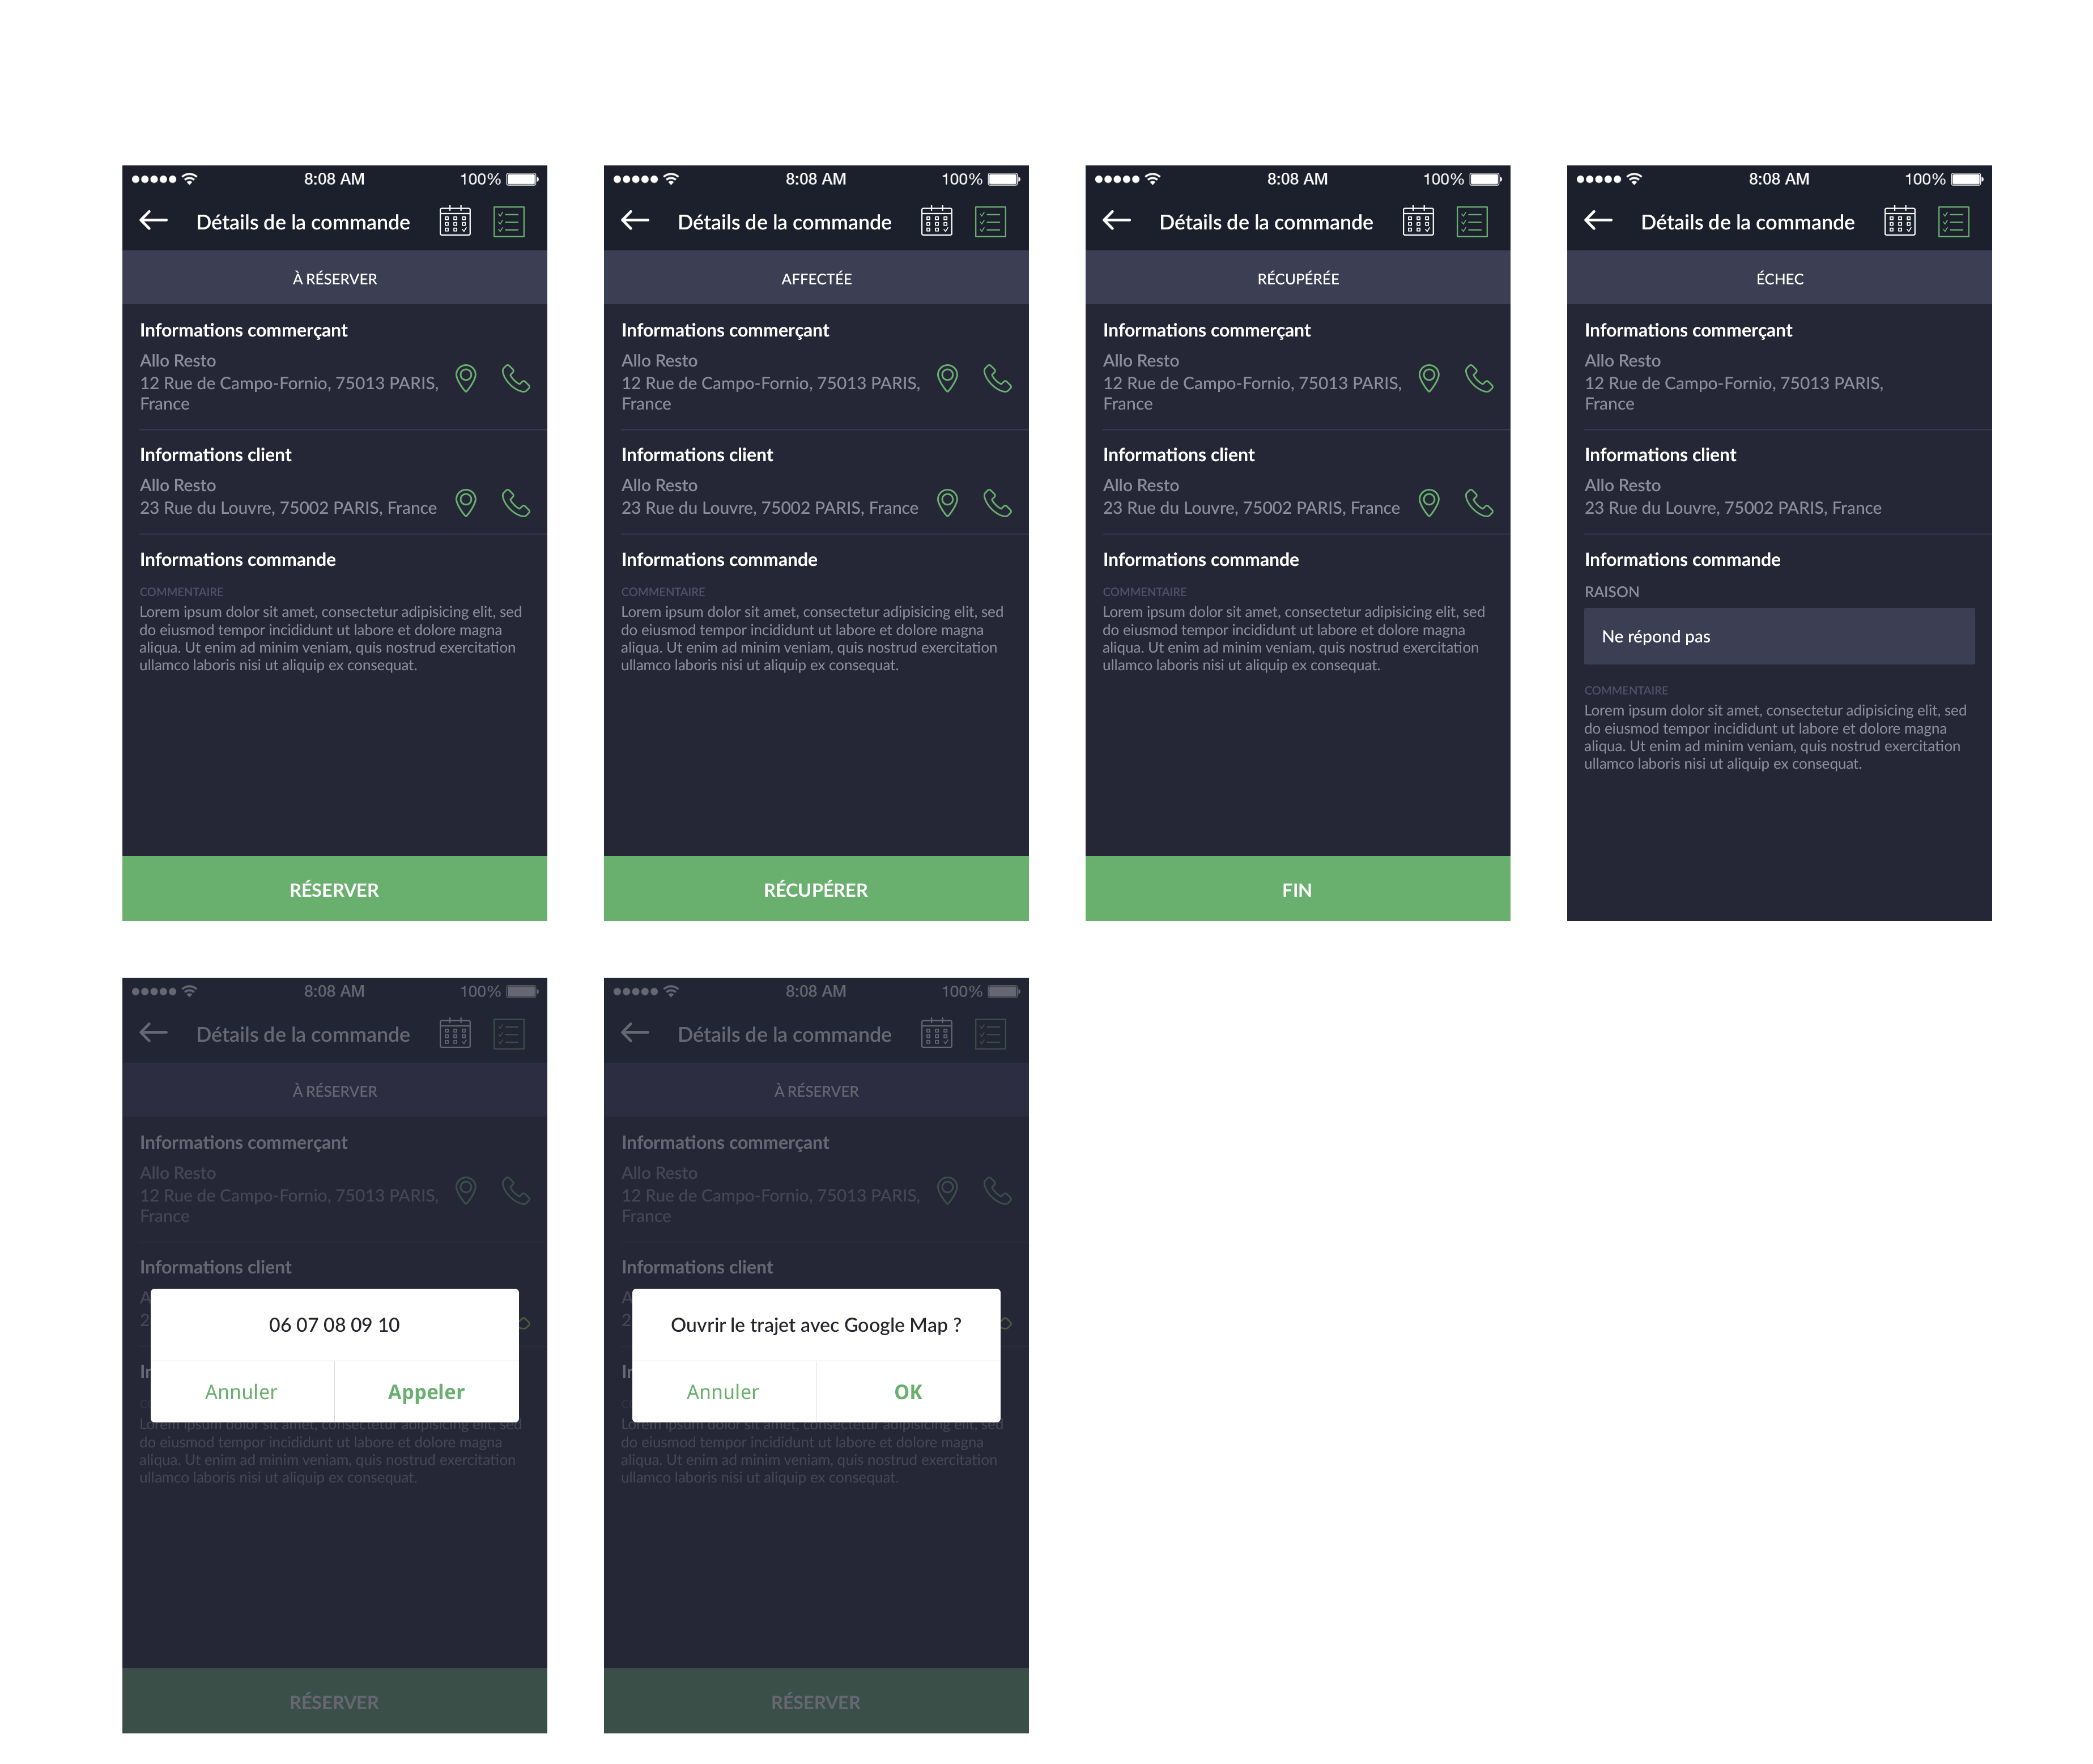 8:08 AM 100%
Détails de la commande
À RÉSERVER
Informations commerçant
Allo Resto
12 Rue de Campo-Fornio, 75013 PARIS,
France
Informations client
Allo Resto
23 Rue du Louvre, 75002 PARIS, France
Informations commande
COMMENTAIRE
Lorem ipsum dolor sit amet, consectetur adipisicing elit, sed
do eiusmod tempor incididunt ut labore et dolore magna
aliqua. Ut enim ad minim veniam, quis nostrud exercitation
ullamco laboris nisi ut aliquip ex consequat.
RÉSERVER
8:08 AM 100%
Détails de la commande
AFFECTÉE
Informations commerçant
Allo Resto
12 Rue de Campo-Fornio, 75013 PARIS,
France
Informations client
Allo Resto
23 Rue du Louvre, 75002 PARIS, France
Informations commande
COMMENTAIRE
Lorem ipsum dolor sit amet, consectetur adipisicing elit, sed
do eiusmod tempor incididunt ut labore et dolore magna
aliqua. Ut enim ad minim veniam, quis nostrud exercitation
ullamco laboris nisi ut aliquip ex consequat.
RÉCUPÉRER
8:08 AM 100%
Détails de la commande
RÉCUPÉRÉE
Informations commerçant
Allo Resto
12 Rue de Campo-Fornio, 75013 PARIS,
France
Informations client
Allo Resto
23 Rue du Louvre, 75002 PARIS, France
Informations commande
COMMENTAIRE
Lorem ipsum dolor sit amet, consectetur adipisicing elit, sed
do eiusmod tempor incididunt ut labore et dolore magna
aliqua. Ut enim ad minim veniam, quis nostrud exercitation
ullamco laboris nisi ut aliquip ex consequat.
FIN
8:08 AM 100%
Détails de la commande
ÉCHEC
Informations commerçant
Allo Resto
12 Rue de Campo-Fornio, 75013 PARIS,
France
Informations client
Allo Resto
23 Rue du Louvre, 75002 PARIS, France
Informations commande
RAISON
Ne répond pas
COMMENTAIRE
Lorem ipsum dolor sit amet, consectetur adipisicing elit, sed
do eiusmod tempor incididunt ut labore et dolore magna
aliqua. Ut enim ad minim veniam, quis nostrud exercitation
ullamco laboris nisi ut aliquip ex consequat.
8:08 AM 100%
Détails de la commande
À RÉSERVER
Informations commerçant
Allo Resto
12 Rue de Campo-Fornio, 75013 PARIS,
France
Informations client
06 07 08 09 10
Annuler Appeler
Lorem ipsum dolor sit amet, consectetur adipisicing elit, sed
do eiusmod tempor incididunt ut labore et dolore magna
aliqua. Ut enim ad minim veniam, quis nostrud exercitation
ullamco laboris nisi ut aliquip ex consequat.
RÉSERVER
8:08 AM 100%
Détails de la commande
À RÉSERVER
Informations commerçant
Allo Resto
12 Rue de Campo-Fornio, 75013 PARIS,
France
Informations client
Ouvrir le trajet avec Google Map ?
Annuler OK
Lorem ipsum dolor sit amet, consectetur adipisicing elit, sed
do eiusmod tempor incididunt ut labore et dolore magna
aliqua. Ut enim ad minim veniam, quis nostrud exercitation
ullamco laboris nisi ut aliquip ex consequat.
RÉSERVER